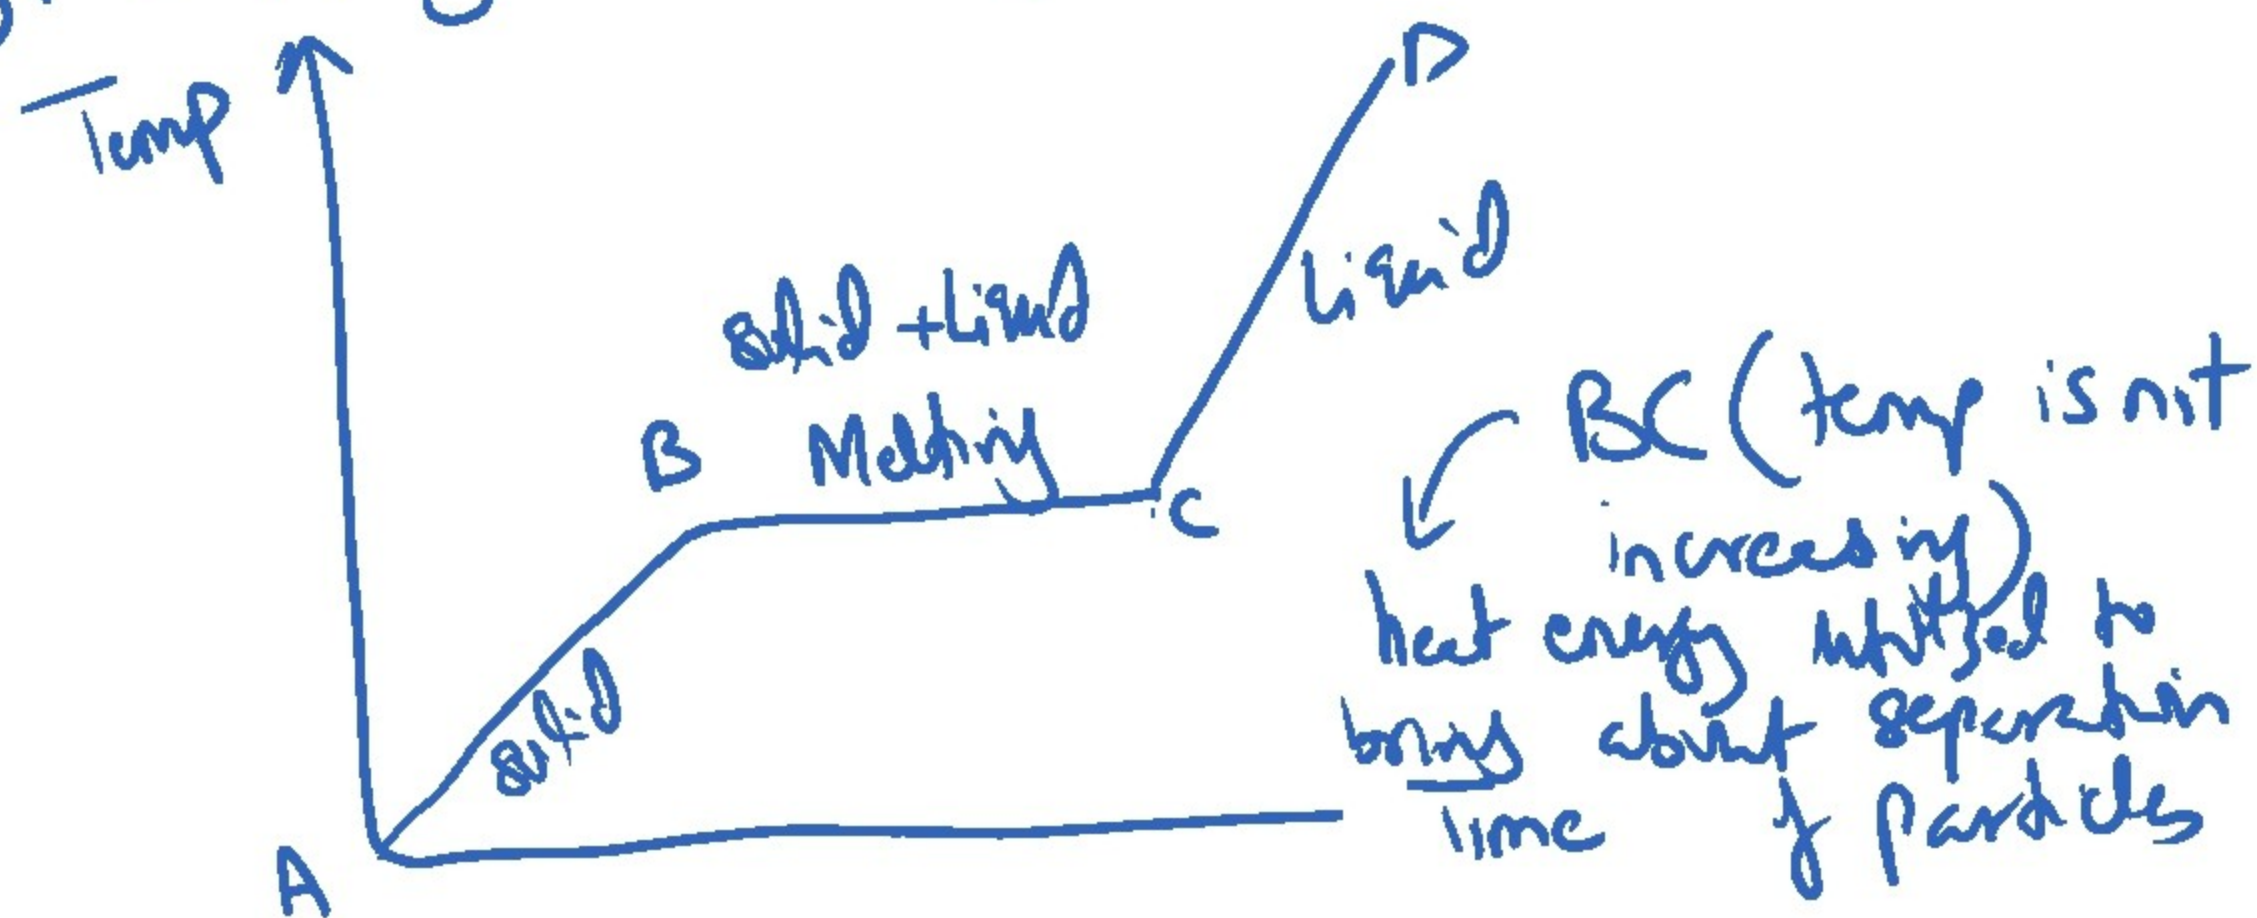 Temp
D
Liquid
Solid + Liquid
B Melting
C
Solid
A
Time
BC (temp is not
increasing)
heat energy utilized to
bring about separation
of particles